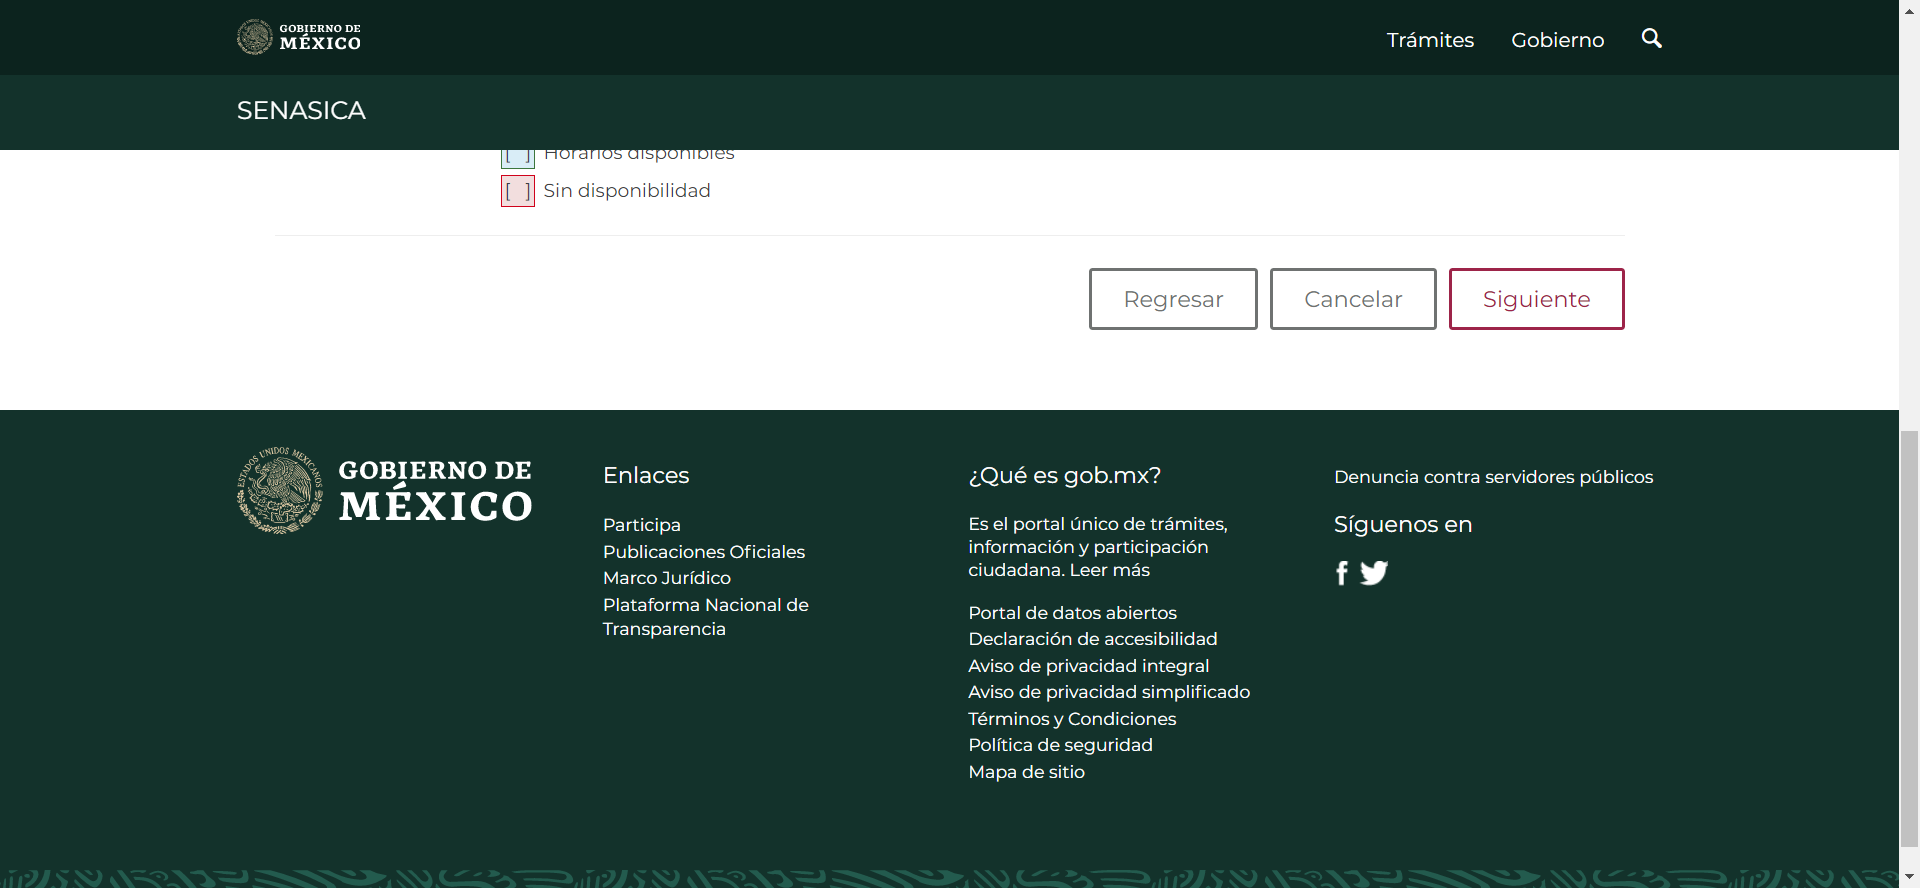 GOBIERNO DE
MÉXICO
Trámites
Gobierno
SENASICA
[ ] Horarios disponibles
[ ] Sin disponibilidad
Regresar
Cancelar
Siguiente
ESTADOS UNIDOS MEXICANOS
GOBIERNO DE
MÉXICO
Enlaces
Participa
Publicaciones Oficiales
Marco Jurídico
Plataforma Nacional de
Transparencia
¿Qué es gob.mx?
Es el portal único de trámites,
información y participación
ciudadana. Leer más
Portal de datos abiertos
Declaración de accesibilidad
Aviso de privacidad integral
Aviso de privacidad simplificado
Términos y Condiciones
Política de seguridad
Mapa de sitio
Denuncia contra servidores públicos
Síguenos en